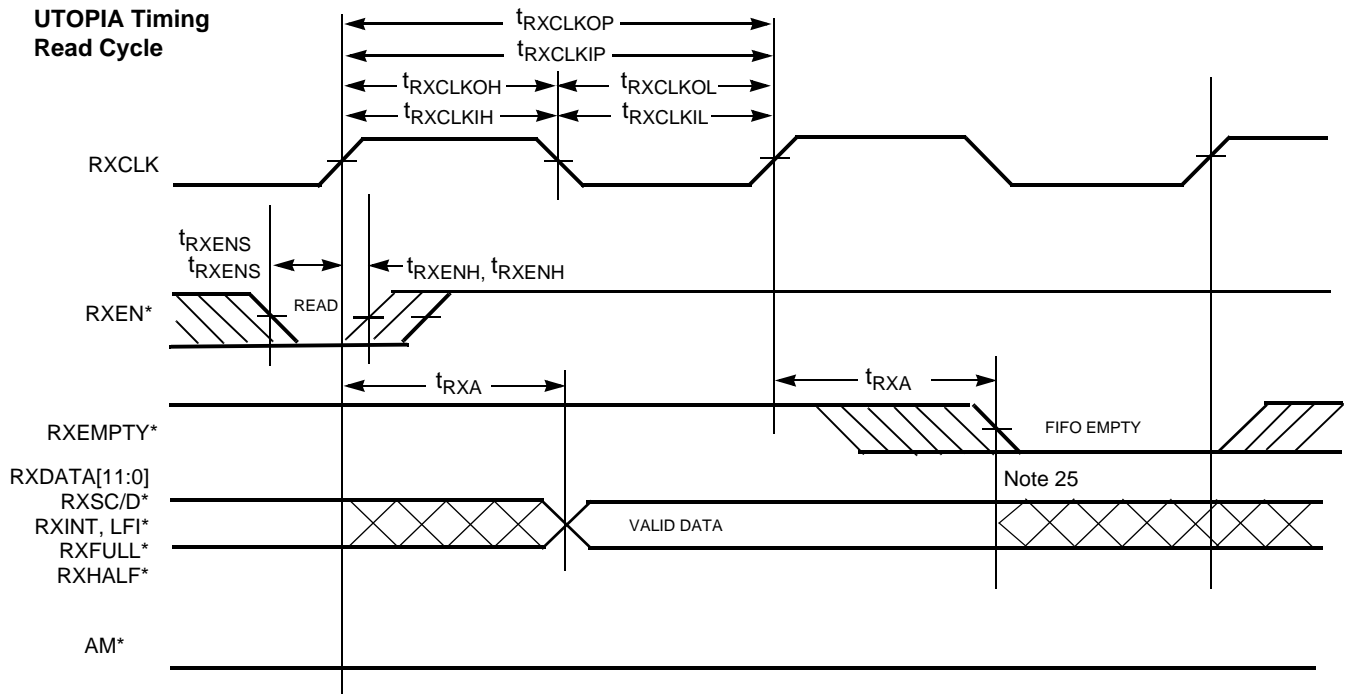 UTOPIA Timing
Read Cycle
tRXCLKOP
tRXCLKIP
tRXCLKOH
tRXCLKOL
tRXCLKIH
tRXCLKIL
RXCLK
tRXENS
tRXENS
tRXENH, tRXENH
RXEN*
READ
tRXA
tRXA
RXEMPTY*
FIFO EMPTY
RXDATA[11:0]
Note 25
RXSC/D*
RXINT, LFI*
VALID DATA
RXFULL*
RXHALF*
AM*